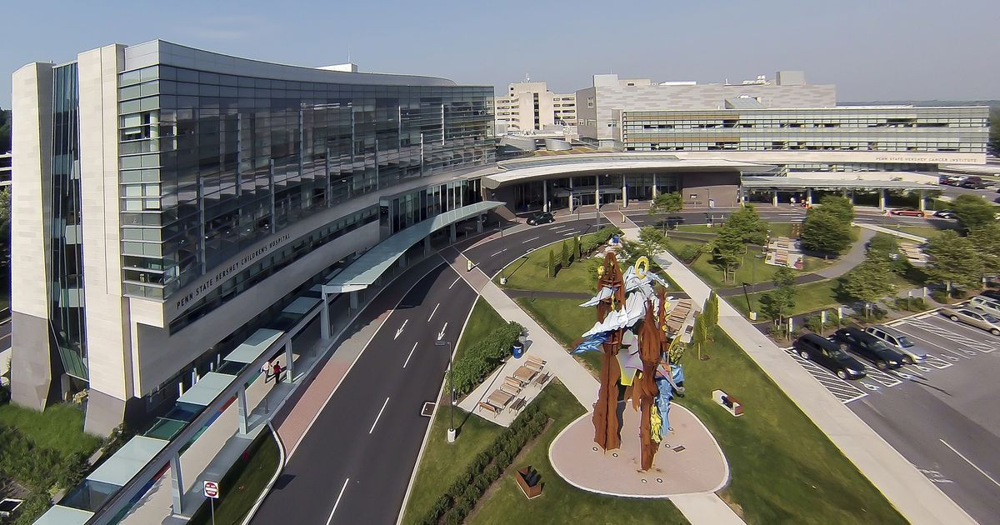 PENN STATE HERSHEY CHILDREN'S HOSPITAL
PENN STATE HERSHEY CANCER INSTITUTE